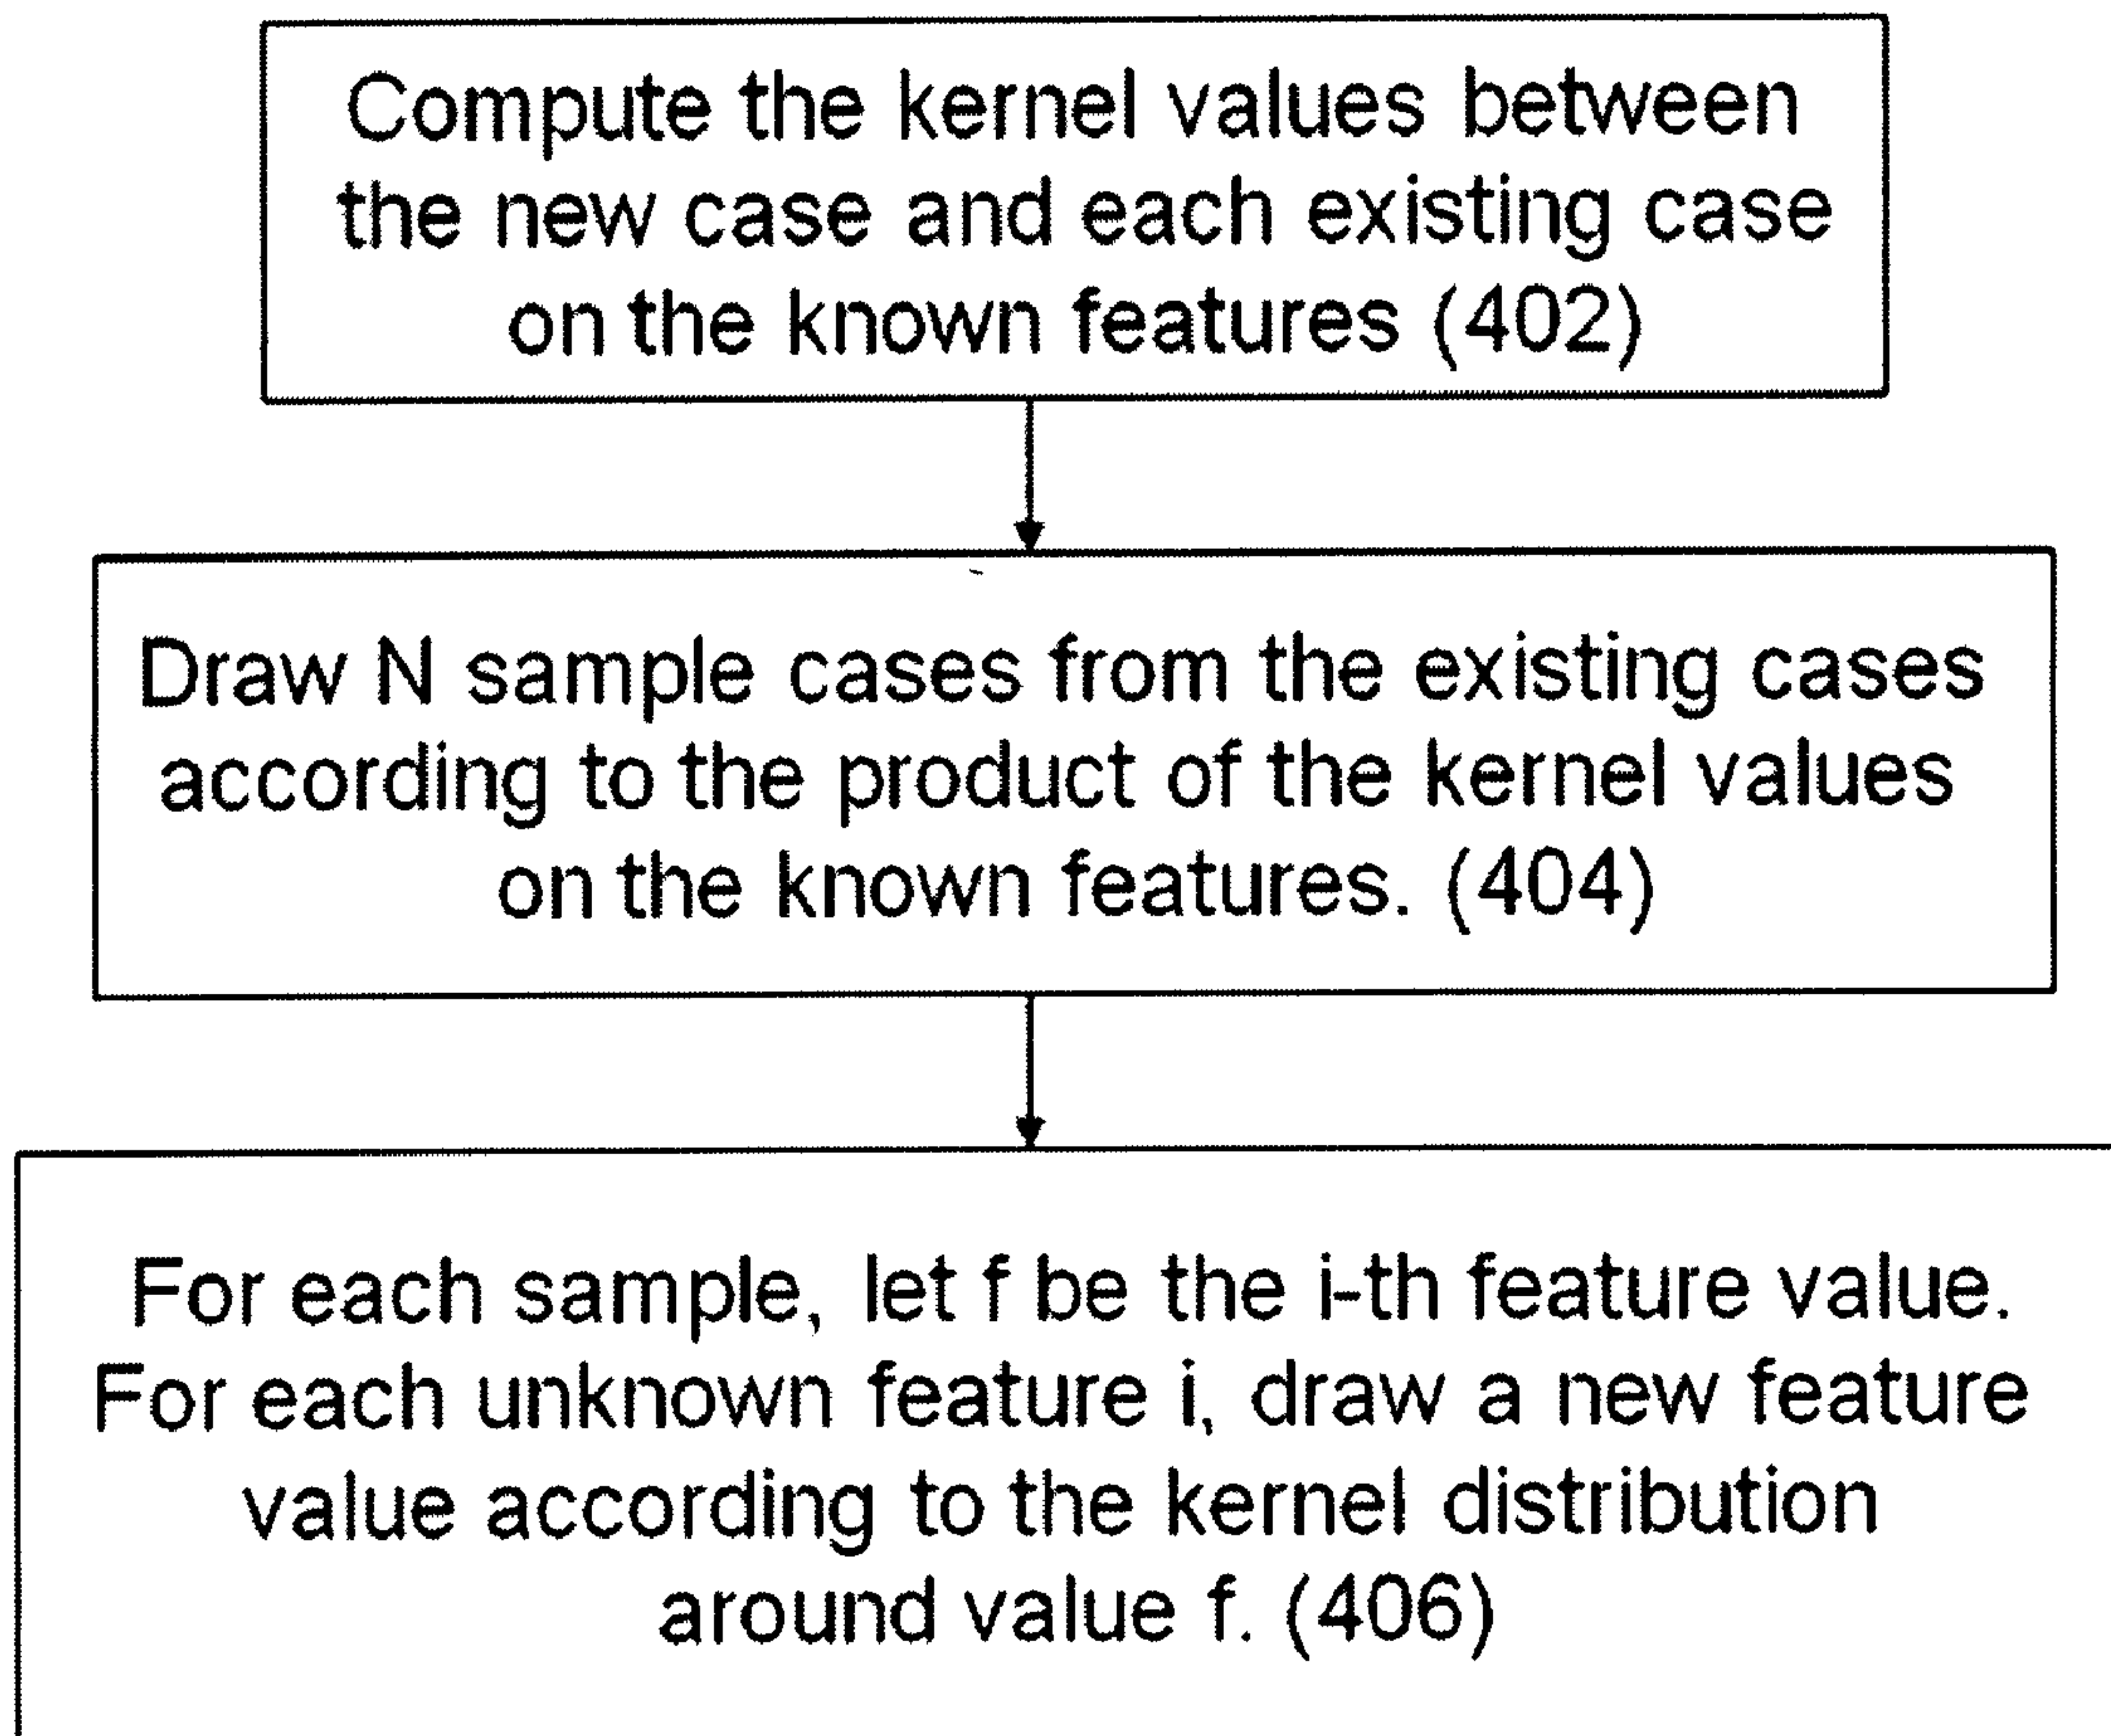 Compute the kernel values between
the new case and each existing case
on the known features (402)
Draw N sample cases from the existing cases
according to the product of the kernel values
on the known features. (404)
For each sample, let f be the i-th feature value.
For each unknown feature i, draw a new feature
value according to the kernel distribution
around value f. (406)